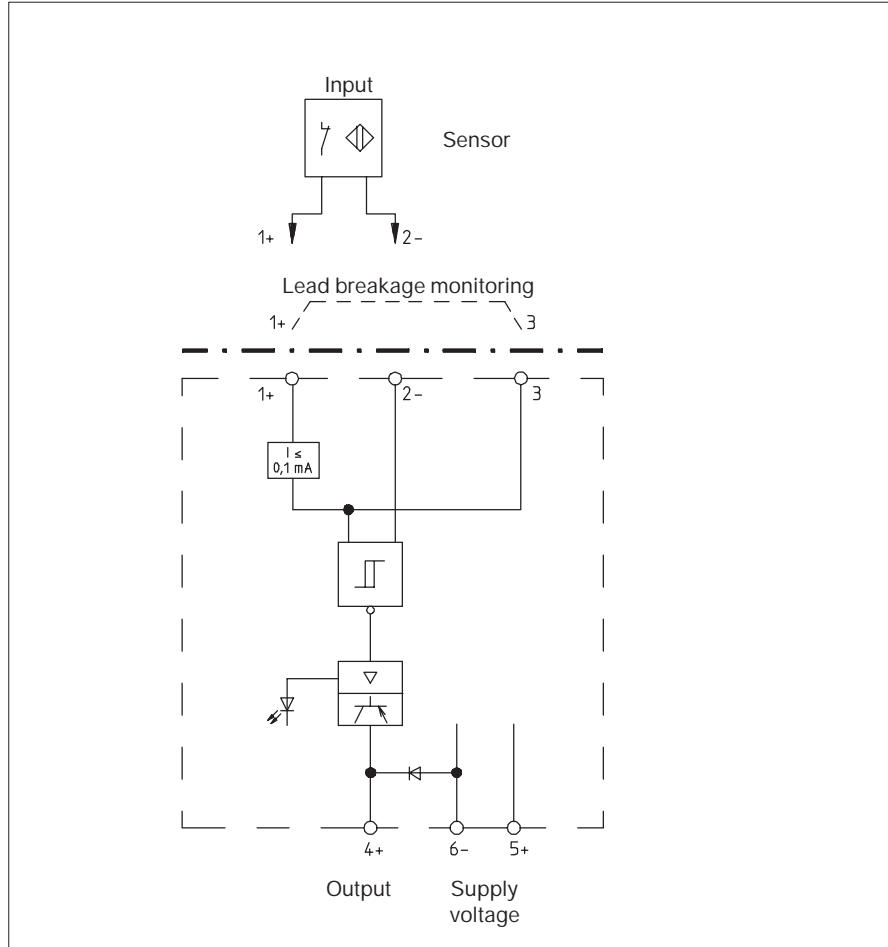 Input
Sensor
1+ 2-
Lead breakage monitoring
1+ 3
1+ 2- 3
I ≤
0,1 mA
4+ 6- 5+
Output Supply
voltage